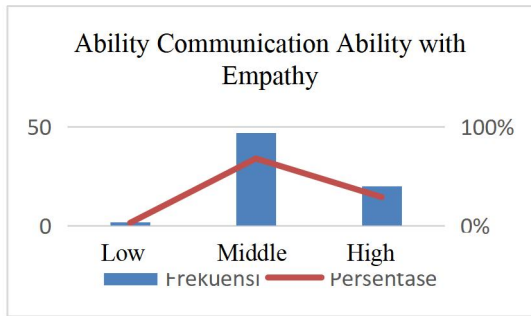 Ability Communication Ability with
Empathy
50
100%
0
0%
Low Middle High
Frekuensi Persentase